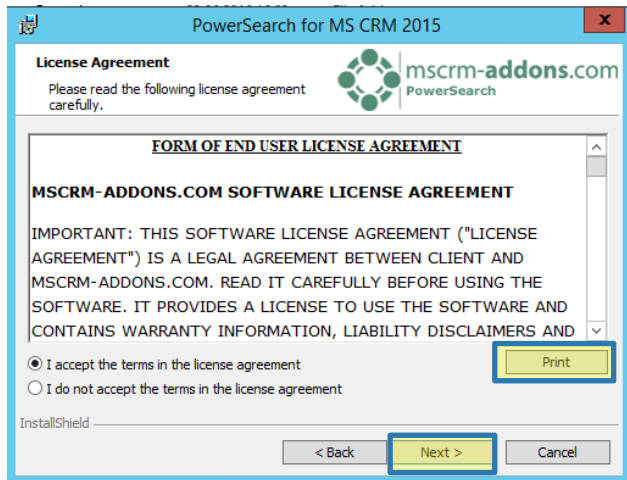 PowerSearch for MS CRM 2015
x
License Agreement
Please read the following license agreement
carefully.
mscrm-addons.com
PowerSearch
FORM OF END USER LICENSE AGREEMENT
MSCRM-ADDONS.COM SOFTWARE LICENSE AGREEMENT
IMPORTANT: THIS SOFTWARE LICENSE AGREEMENT ("LICENSE
AGREEMENT") IS A LEGAL AGREEMENT BETWEEN CLIENT AND
MSCRM-ADDONS.COM. READ IT CAREFULLY BEFORE USING THE
SOFTWARE. IT PROVIDES A LICENSE TO USE THE SOFTWARE AND
CONTAINS WARRANTY INFORMATION, LIABILITY DISCLAIMERS AND
I accept the terms in the license agreement
Print
I do not accept the terms in the license agreement
InstallShield
< Back Next > Cancel